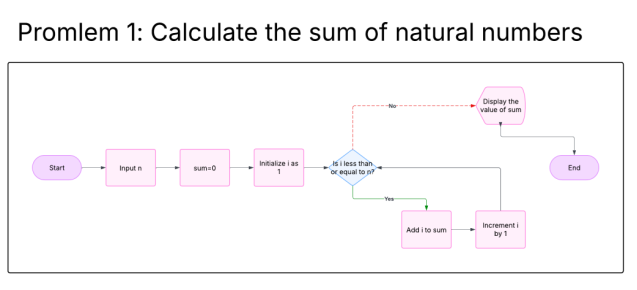 Promlem 1: Calculate the sum of natural numbers
No
Display the
value of sum
Start
Input n
sum=0
Initialize i as
1
Is i less than
or equal to n?
End
Yes
Add i to sum
Increment i
by 1